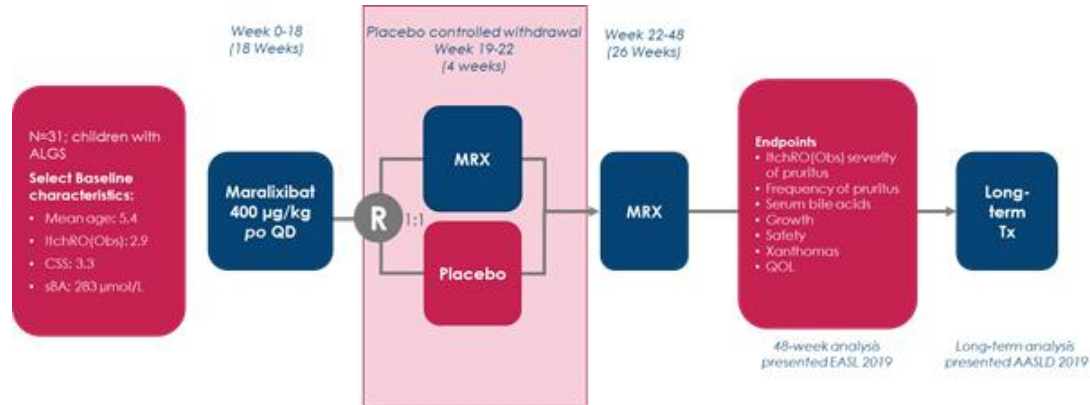 Week 0-18
(18 Weeks)
Placebo controlled withdrawal
Week 19-22
(4 weeks)
Week 22-48
(26 Weeks)
N=31; children with
ALGS
Select Baseline
characteristics:
• Mean age: 5.4
• ItchRO(Obs): 2.9
• CSS: 3.3
• sBA: 283 µmol/L
Maralixibat
400 µg/kg
po QD
R
1:1
MRX
Placebo
MRX
Endpoints
• ItchRO(Obs) severity
of pruritus
• Frequency of pruritus
• Serum bile acids
• Growth
• Safety
• Xanthomas
• QOL
Long-
term
Tx
48-week analysis
presented EASL 2019
Long-term analysis
presented AASLD 2019